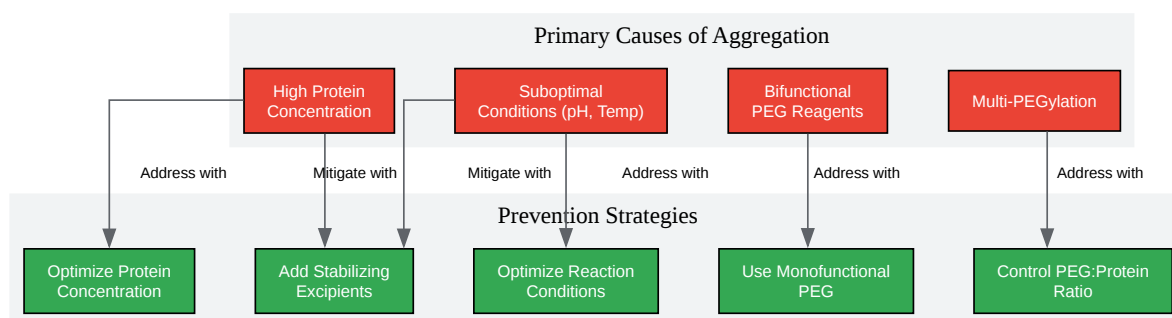 Primary Causes of Aggregation
High Protein
Concentration
Suboptimal
Conditions (pH, Temp)
Bifunctional
PEG Reagents
Multi-PEGylation
Address with
Mitigate with
Mitigate with
Address with
Address with
Address with
Prevention Strategies
Optimize Protein
Concentration
Add Stabilizing
Excipients
Optimize Reaction
Conditions
Use Monofunctional
PEG
Control PEG:Protein
Ratio